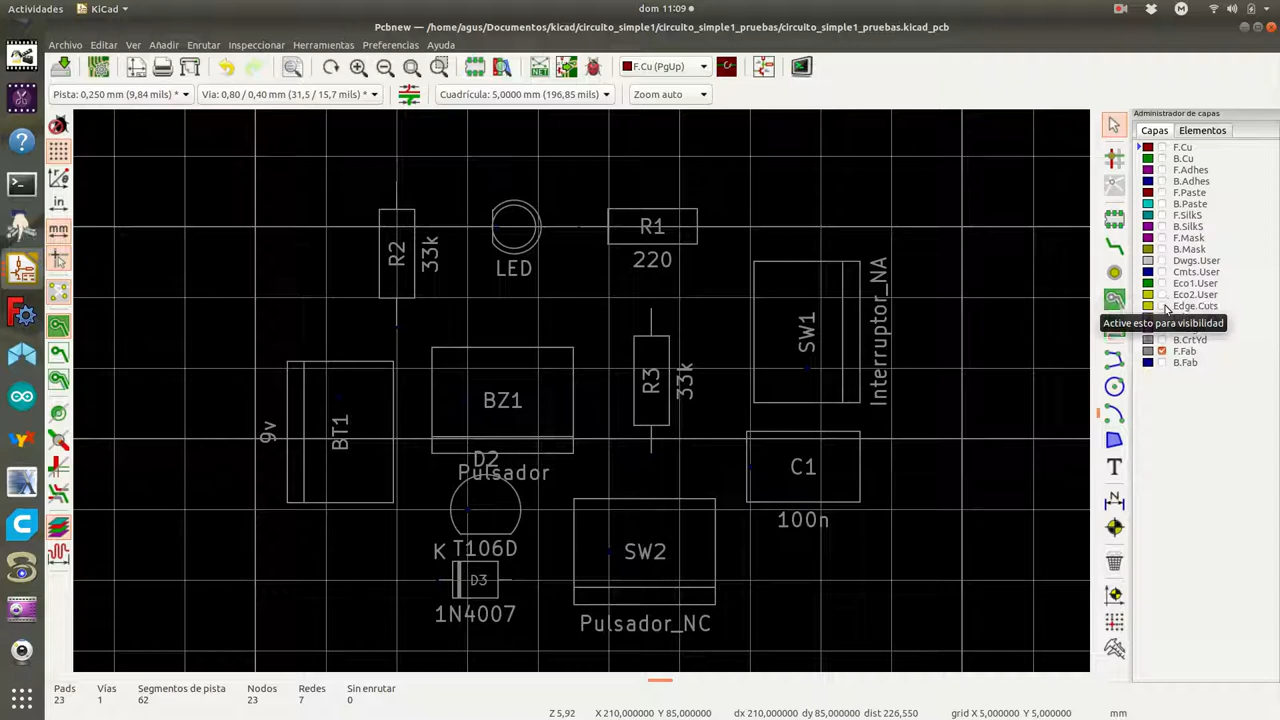 Actividades
KiCad
dom 11:09
Pcbnew — /home/agus/Documentos/kicad/circuito_simple1/circuito_simple1_pruebas/circuito_simple1_pruebas.kicad_pcb
Archivo Editar Ver Añadir Enrutar Inspeccionar Herramientas Preferencias Ayuda
F.Cu (PgUp)
Pista: 0,250 mm (9,84 mils) *
Via: 0,80 / 0,40 mm (31,5 / 15,7 mils) *
Cuadrícula: 5,0000 mm (196,85 mils)
Zoom auto
Administrador de capas
Capas Elementos
F.Cu
B.Cu
F.Adhes
B.Adhes
F.Paste
B.Paste
F.SilkS
B.SilkS
F.Mask
B.Mask
Dwgs.User
Cmts.User
Eco1.User
Eco2.User
Edge.Cuts
Active esto para visibilidad
B.CrtYd
F.Fab
B.Fab
in
mm
R2
33k
LED
R1
220
SW1
Interruptor_NA
R3
33k
BT1
9v
BZ1
D2
Pulsador
C1
100n
K T106D
D3
1N4007
SW2
Pulsador_NC
Pads
23
Vías
1
Segmentos de pista
62
Nodos
23
Redes
7
Sin enrutar
0
Z 5,92
X 210,000000 Y 85,000000
dx 210,000000 dy 85,000000 dist 226,550
grid X 5,000000 Y 5,000000
mm